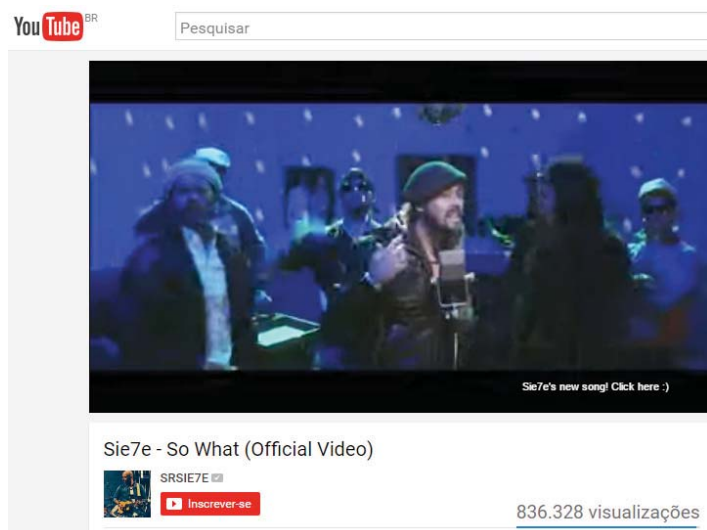 YouTube BR
Pesquisar
Sie7e's new song! Click here :)
Sie7e - So What (Official Video)
SRSIE7E
Inscrever-se
836.328 visualizações